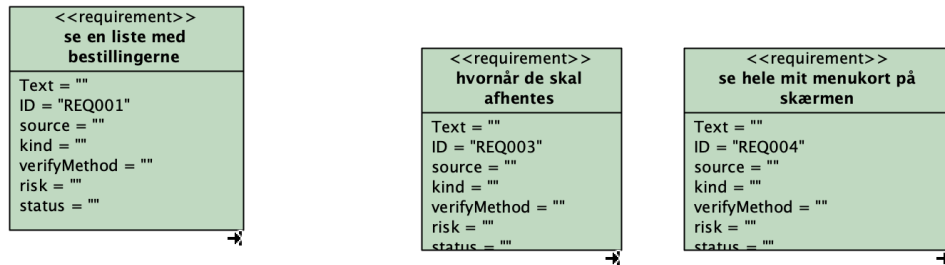 <<requirement>>
se en liste med
bestillingerne
Text = ""
ID = "REQ001"
source = ""
kind = ""
verifyMethod = ""
risk = ""
status = ""
<<requirement>>
hvornår de skal
afhentes
Text = ""
ID = "REQ003"
source = ""
kind = ""
verifyMethod = ""
risk = ""
status = ""
<<requirement>>
se hele mit menukort på
skærmen
Text = ""
ID = "REQ004"
source = ""
kind = ""
verifyMethod = ""
risk = ""
status = ""